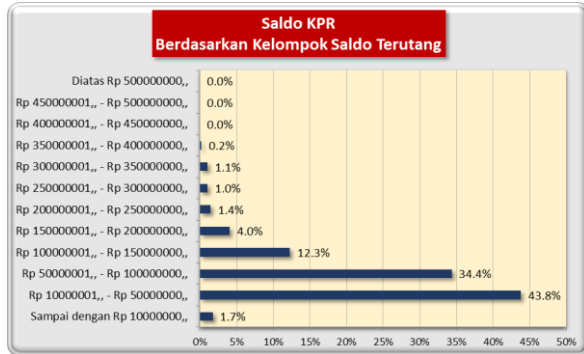 Saldo KPR
Berdasarkan Kelompok Saldo Terutang
Diatas Rp 500000000,, 0.0%
Rp 450000001,, - Rp 500000000,, 0.0%
Rp 400000001,, - Rp 450000000,, 0.0%
Rp 350000001,, - Rp 400000000,, 0.2%
Rp 300000001,, - Rp 350000000,, 1.1%
Rp 250000001,, - Rp 300000000,, 1.0%
Rp 200000001,, - Rp 250000000,, 1.4%
Rp 150000001,, - Rp 200000000,, 4.0%
Rp 100000001,, - Rp 150000000,, 12.3%
Rp 50000001,, - Rp 100000000,, 34.4%
Rp 10000001,, - Rp 50000000,, 43.8%
Sampai dengan Rp 10000000,, 1.7%
0% 5% 10% 15% 20% 25% 30% 35% 40% 45% 50%